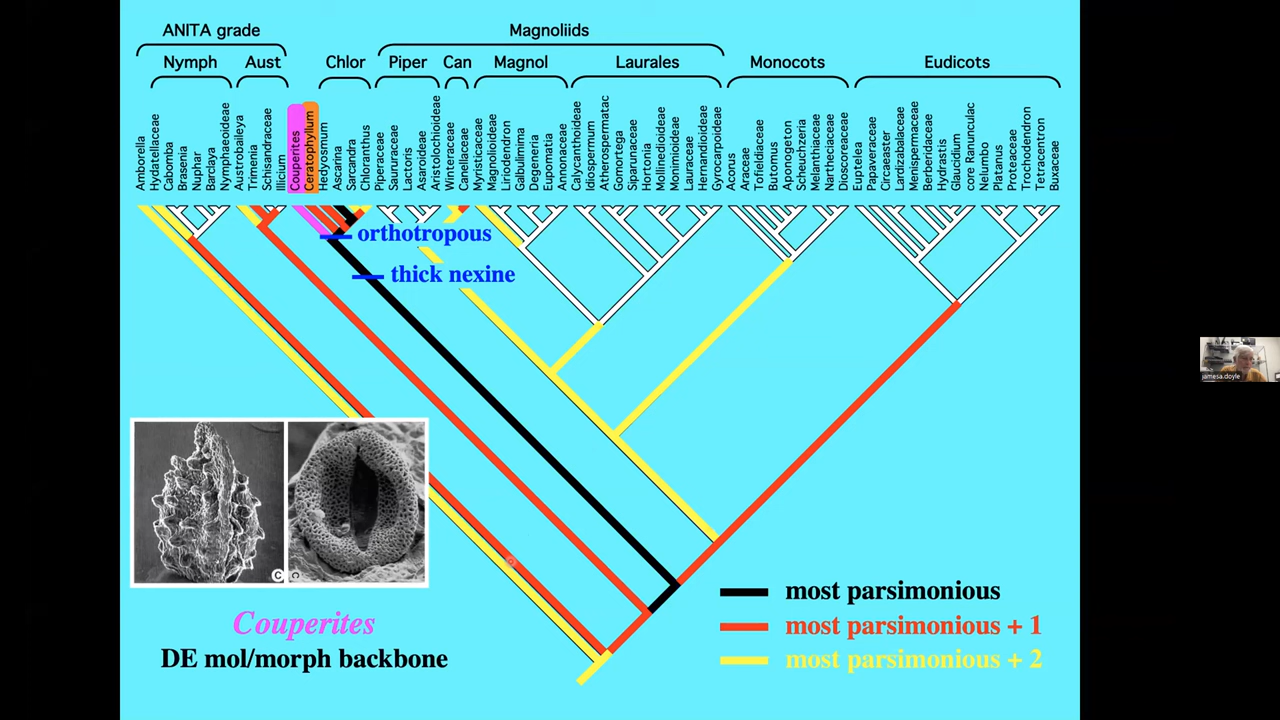 ANITA grade
Magnoliids
Nymph
Aust
Chlor
Piper
Can
Magnol
Laurales
Monocots
Eudicots
Amborella
Hydatellaceae
Cabomba
Brasenia
Nuphar
Barclaya
Nymphaeoideae
Austrobaileya
Trimenia
Schisandraceae
Illicium
Couperites
Ceratophyllum
Hedyosmum
Ascarina
Sarcandra
Chloranthus
Piperaceae
Saururaceae
Lactoris
Asaroideae
Aristolochioideae
Winteraceae
Canellaceae
Myristicaceae
Magnolioideae
Liriodendron
Galbulimima
Degeneria
Eupomatia
Annonaceae
Calycanthoideae
Idiospermum
Atherospermatac
Gomortega
Siparunaceae
Hortonia
Mollinedioideae
Monimioideae
Lauraceae
Hernandioideae
Gyrocarpoideae
Acorus
Araceae
Tofieldiaceae
Butomus
Aponogeton
Scheuchzeria
Melanthiaceae
Nartheciaceae
Dioscoreaceae
Euptelea
Papaveraceae
Circaeaster
Lardizabalaceae
Menispermaceae
Berberidaceae
Hydrastis
Glaucidium
core Ranunculac
Nelumbo
Platanus
Proteaceae
Trochodendron
Tetracentron
Buxaceae
orthotropous
thick nexine
Couperites
DE mol/morph backbone
most parsimonious
most parsimonious + 1
most parsimonious + 2
jamesa.doyle